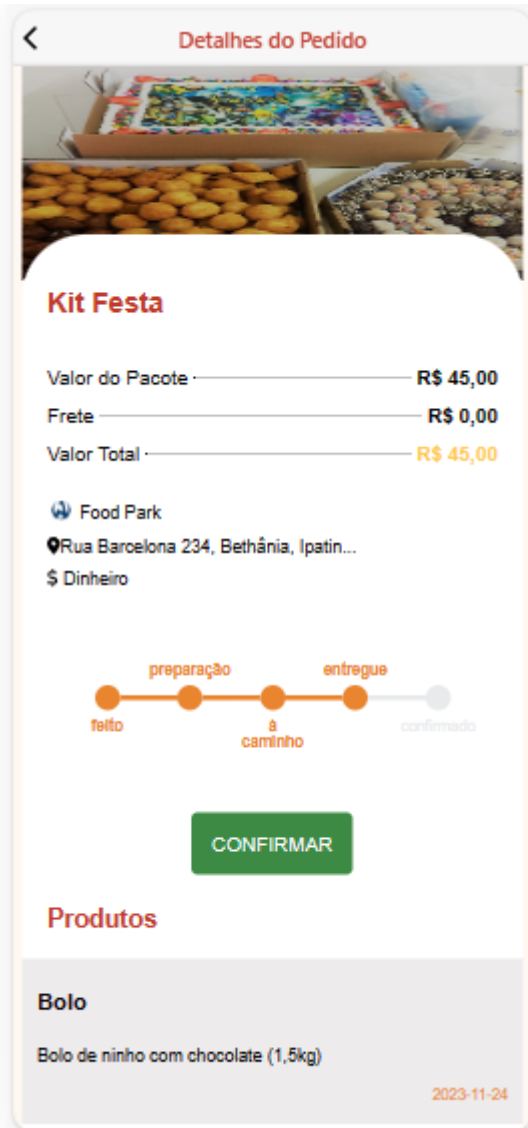 Detalhes do Pedido
Kit Festa
Valor do Pacote R$ 45,00
Frete R$ 0,00
Valor Total R$ 45,00
Food Park
Rua Barcelona 234, Bethânia, Ipatin...
$ Dinheiro
preparação entregue
feito à caminho confirmado
CONFIRMAR
Produtos
Bolo
Bolo de ninho com chocolate (1,5kg)
2023-11-24